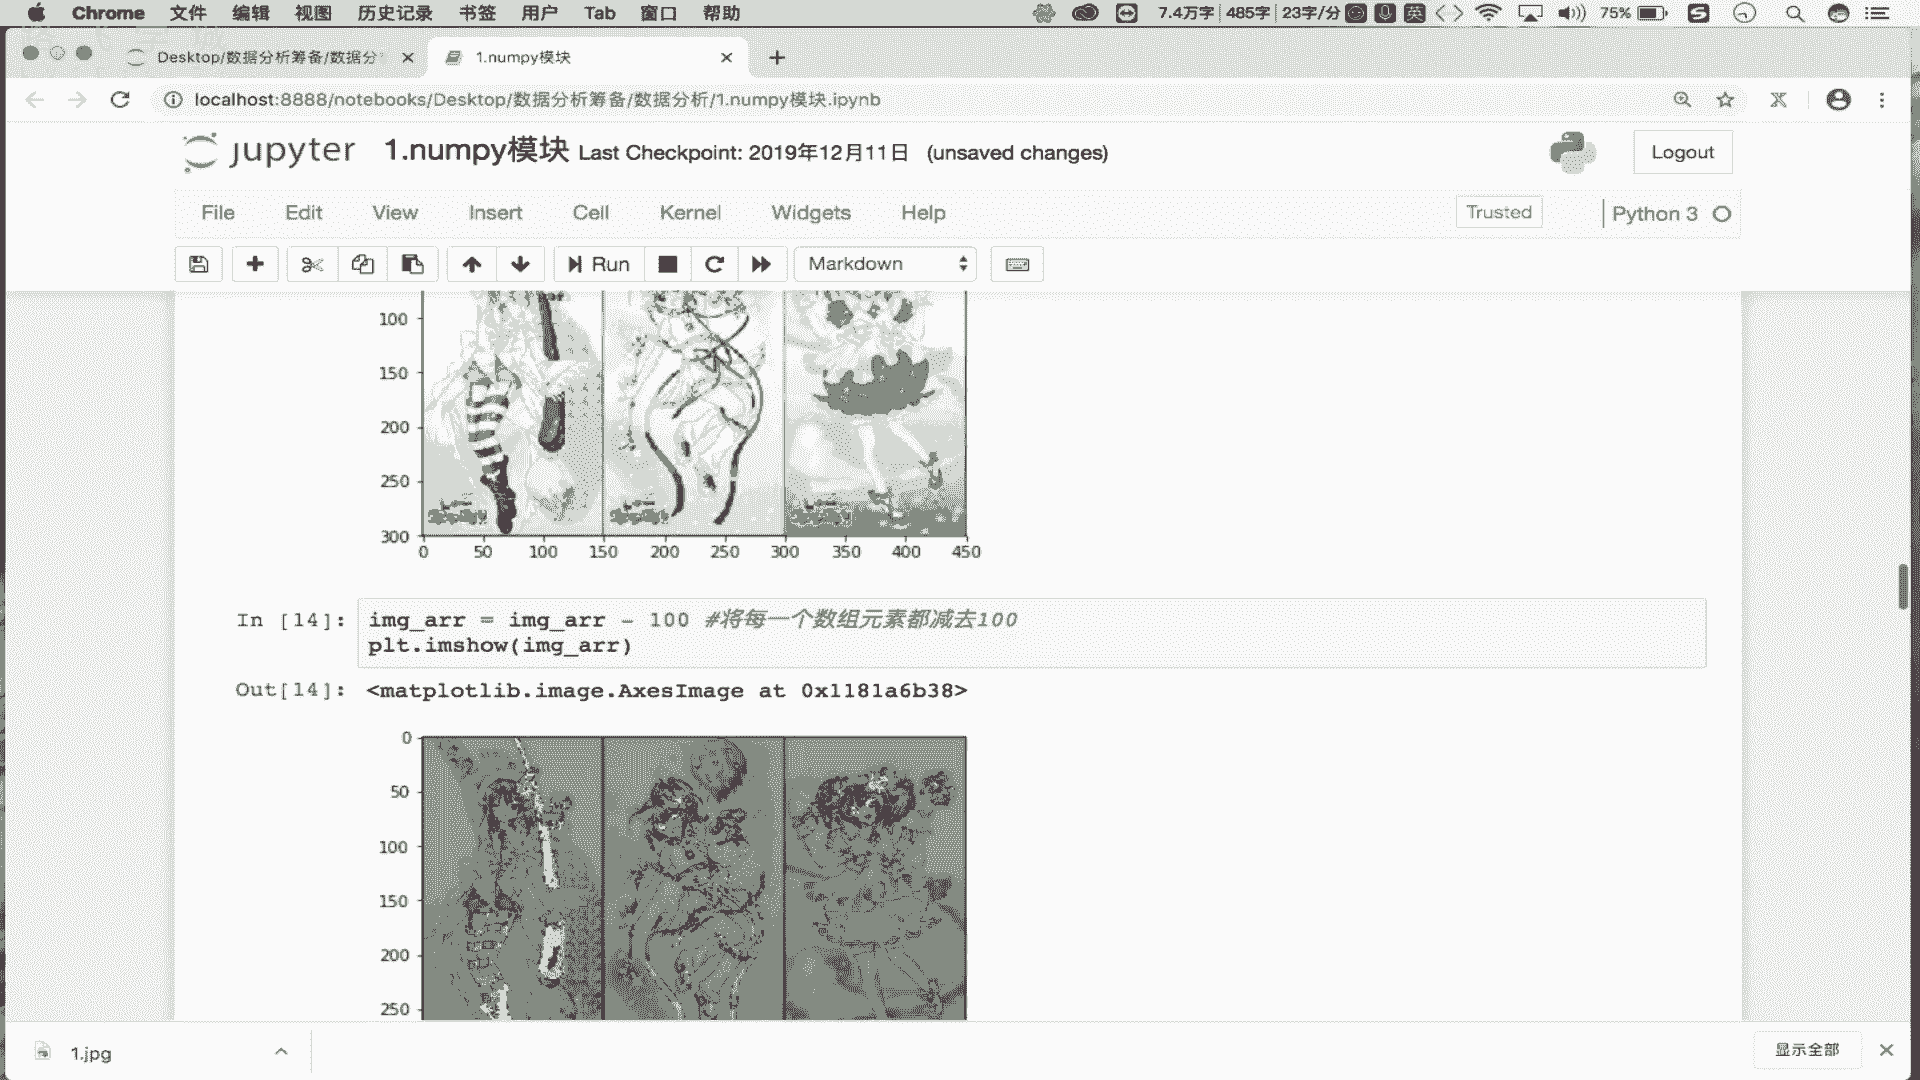 Chrome 文件 编辑 视图 历史记录 书签 用户 Tab 窗口 帮助 7.4万字 485字 23字/分 英 75%
Desktop/数据分析筹备/数据分 1.numpy模块
localhost:8888/notebooks/Desktop/数据分析筹备/数据分析/1.numpy模块.ipynb
jupyter 1.numpy模块 Last Checkpoint: 2019年12月11日 (unsaved changes) Logout
File Edit View Insert Cell Kernel Widgets Help Trusted Python 3
Run Markdown
100
150
200
250
300
0 50 100 150 200 250 300 350 400 450
In [14]: img_arr = img_arr - 100 #将每一个数组元素都减去100
plt.imshow(img_arr)
Out[14]: <matplotlib.image.AxesImage at 0x1181a6b38>
0
50
100
150
200
250
1.jpg 显示全部